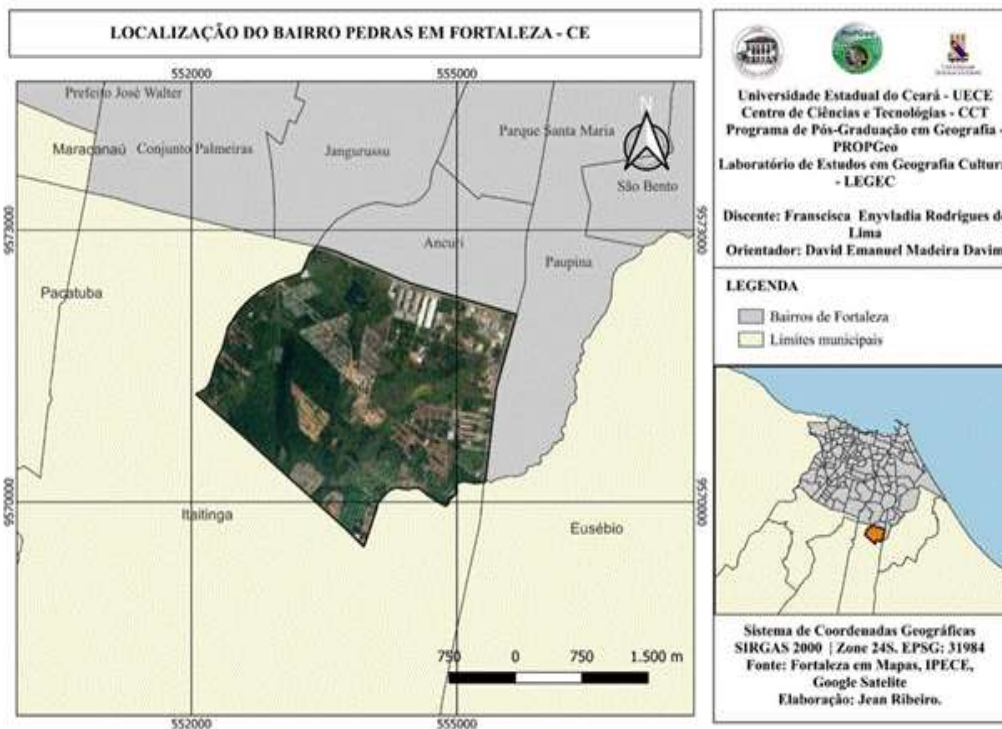 LOCALIZAÇÃO DO BAIRRO PEDRAS EM FORTALEZA - CE
552000
555000
Prefeito José Walter
Maracanaú
Conjunto Palmeiras
Jangurussu
Parque Santa Maria
N
São Bento
9573000
9573000
Ancuri
Paupina
Pacatuba
9570000
9570000
Itaitinga
Eusébio
750
0
750
1.500 m
552000
555000
Universidade Estadual do Ceará - UECE
Centro de Ciências e Tecnológias - CCT
Programa de Pós-Graduação em Geografia -
PROPGeo
Laboratório de Estudos em Geografia Cultur
- LEGEC
Discente: Franscisca Enyvladia Rodrigues de
Lima
Orientador: David Emanuel Madeira Davim
LEGENDA
Bairros de Fortaleza
Limites municipais
Sistema de Coordenadas Geográficas
SIRGAS 2000 | Zone 24S. EPSG: 31984
Fonte: Fortaleza em Mapas, IPECE,
Google Satelite
Elaboração: Jean Ribeiro.